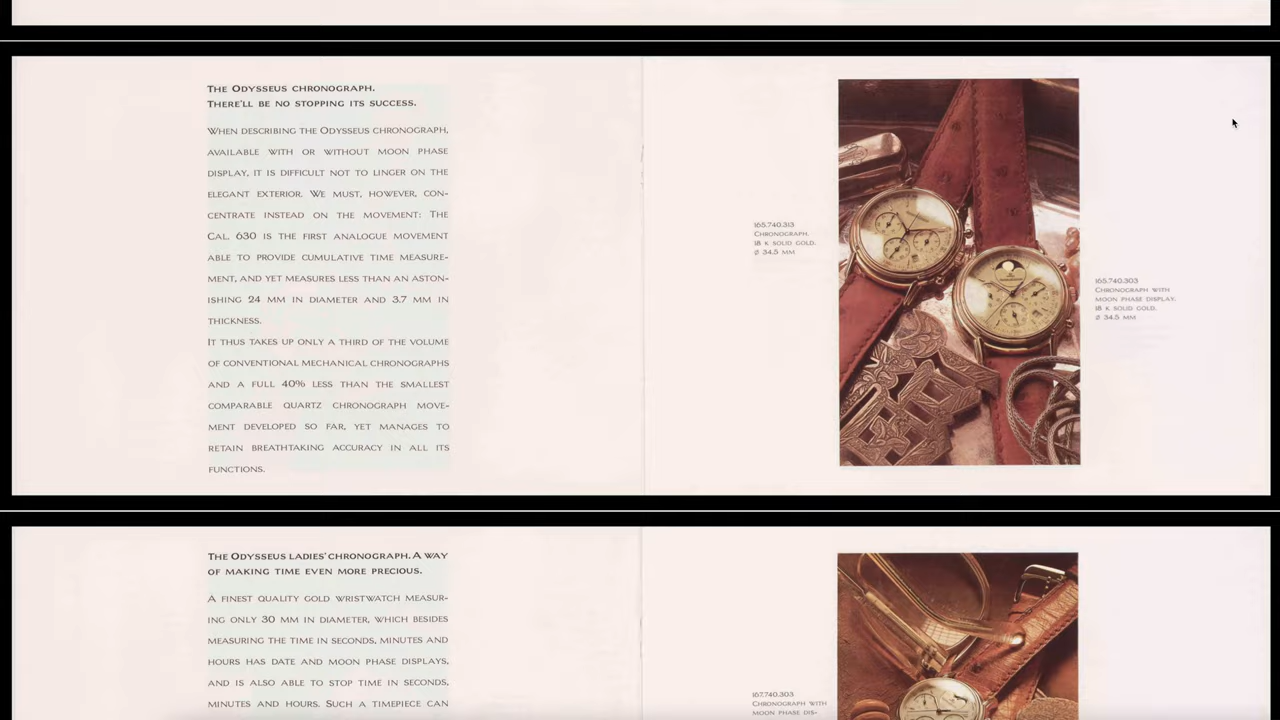 THE ODYSSEUS CHRONOGRAPH.
THERE'LL BE NO STOPPING ITS SUCCESS.
WHEN DESCRIBING THE ODYSSEUS CHRONOGRAPH,
AVAILABLE WITH OR WITHOUT MOON PHASE
DISPLAY, IT IS DIFFICULT NOT TO LINGER ON THE
ELEGANT EXTERIOR. WE MUST, HOWEVER, CON-
CENTRATE INSTEAD ON THE MOVEMENT: THE
CAL. 630 IS THE FIRST ANALOGUE MOVEMENT
ABLE TO PROVIDE CUMULATIVE TIME MEASURE-
MENT, AND YET MEASURES LESS THAN AN ASTON-
ISHING 24 MM IN DIAMETER AND 3.7 MM IN
THICKNESS.
IT THUS TAKES UP ONLY A THIRD OF THE VOLUME
OF CONVENTIONAL MECHANICAL CHRONOGRAPHS
AND A FULL 40% LESS THAN THE SMALLEST
COMPARABLE QUARTZ CHRONOGRAPH MOVE-
MENT DEVELOPED SO FAR, YET MANAGES TO
RETAIN BREATHTAKING ACCURACY IN ALL ITS
FUNCTIONS.
165.740.313
CHRONOGRAPH.
18 K SOLID GOLD.
Ø 34.5 MM
165.740.303
CHRONOGRAPH WITH
MOON PHASE DISPLAY.
18 K SOLID GOLD.
Ø 34.5 MM
THE ODYSSEUS LADIES' CHRONOGRAPH. A WAY
OF MAKING TIME EVEN MORE PRECIOUS.
A FINEST QUALITY GOLD WRISTWATCH MEASUR-
ING ONLY 30 MM IN DIAMETER, WHICH BESIDES
MEASURING THE TIME IN SECONDS, MINUTES AND
HOURS HAS DATE AND MOON PHASE DISPLAYS,
AND IS ALSO ABLE TO STOP TIME IN SECONDS,
MINUTES AND HOURS. SUCH A TIMEPIECE CAN
167.740.303
CHRONOGRAPH WITH
MOON PHASE DIS-